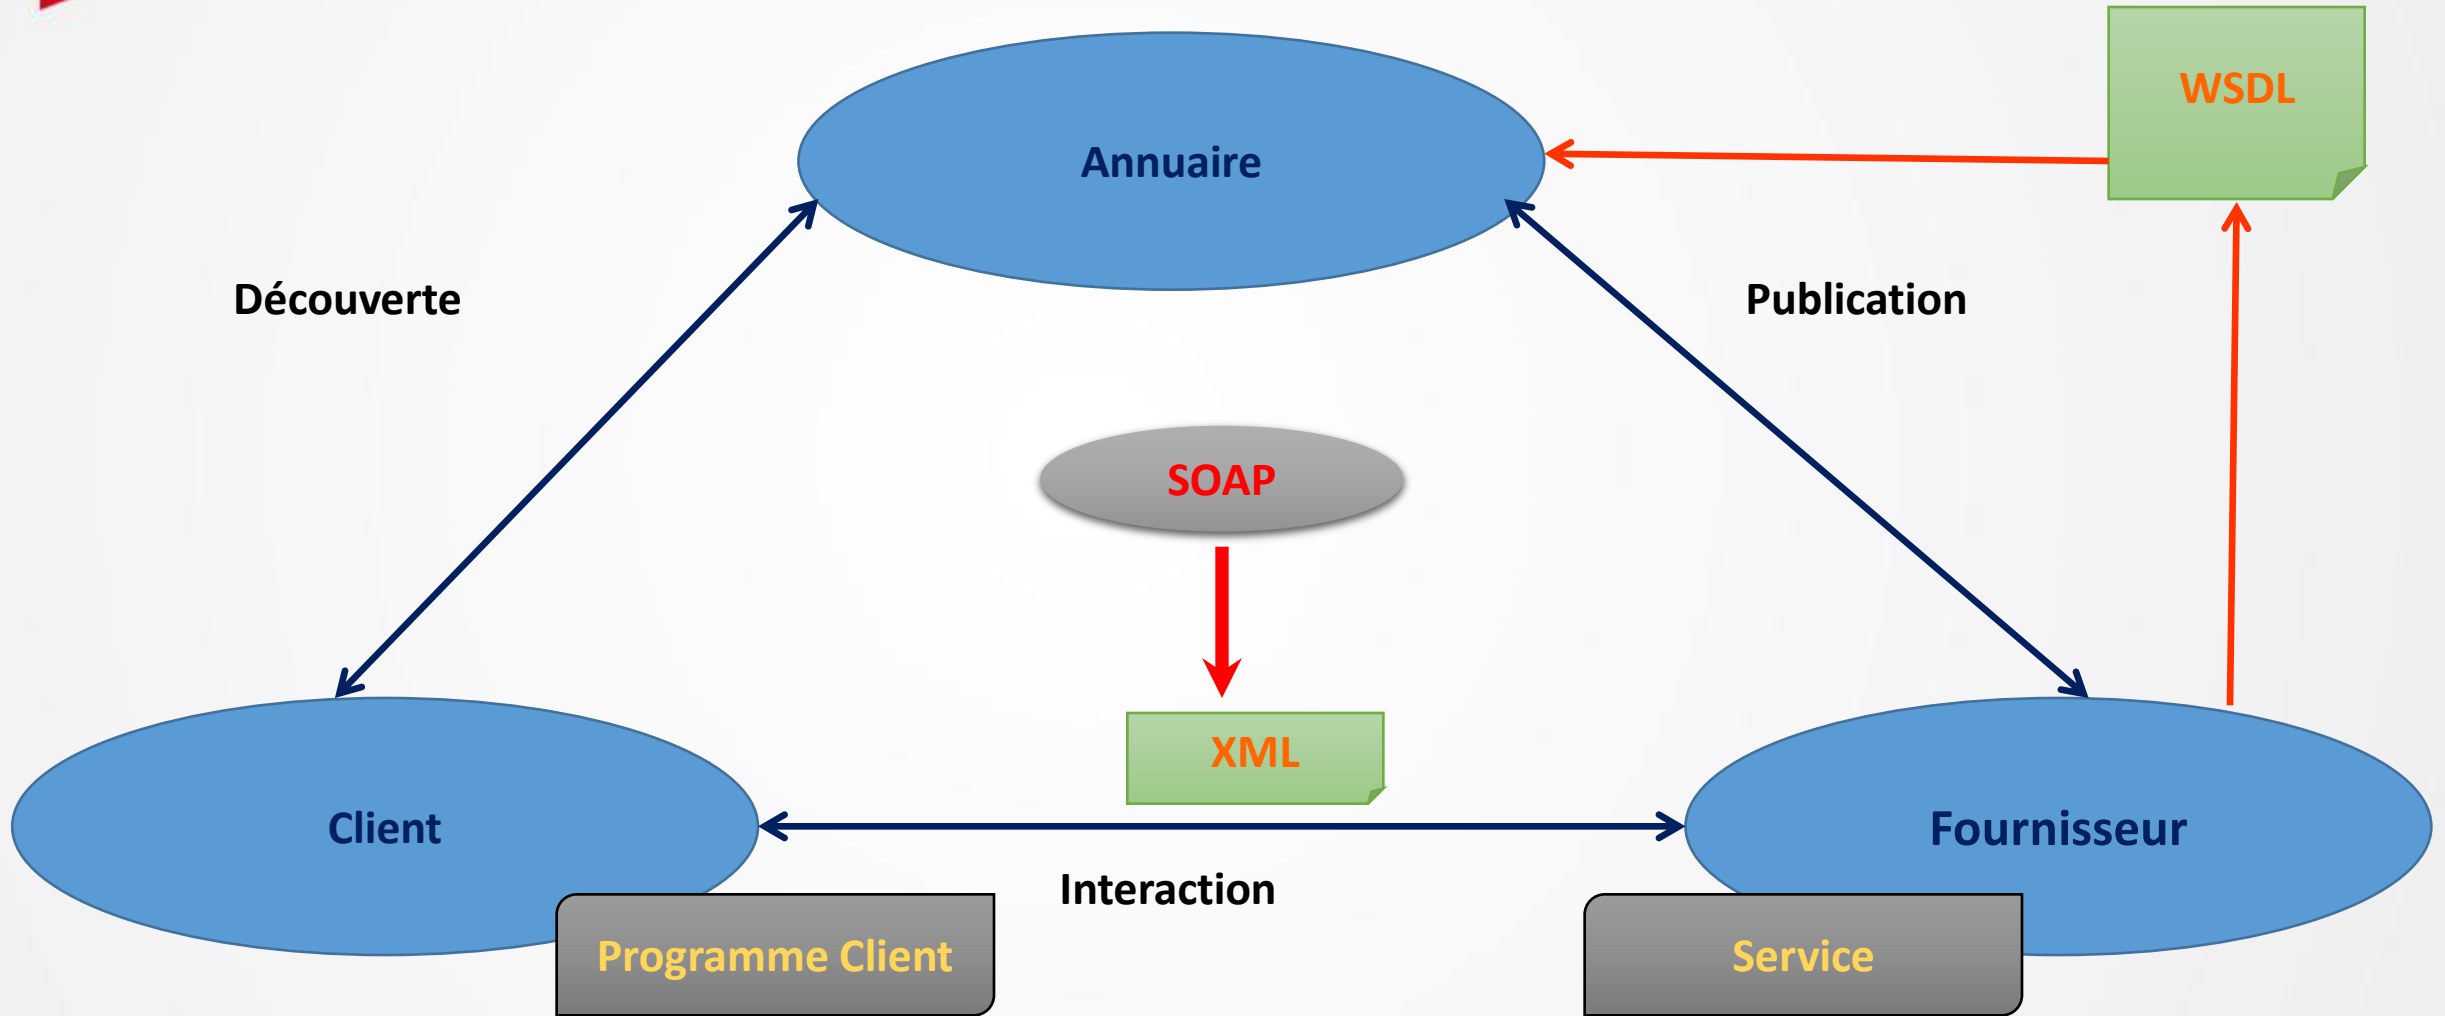 WSDL
Annuaire
Découverte
Publication
SOAP
XML
Client
Fournisseur
Interaction
Programme Client
Service